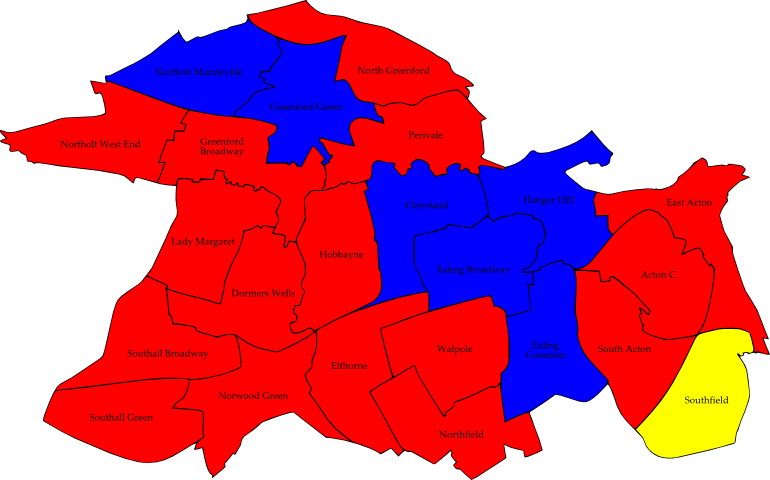 North Greenford
Northolt Mandeville
Greenford Green
Perivale
Northolt West End
Greenford
Broadway
Cleveland
Hanger Hill
East Acton
Lady Margaret
Hobbayne
Ealing Broadway
Acton C.
Dormers Wells
Southall Broadway
Elthorne
Walpole
Ealing
Common
South Acton
Norwood Green
Southfield
Southall Green
Northfield